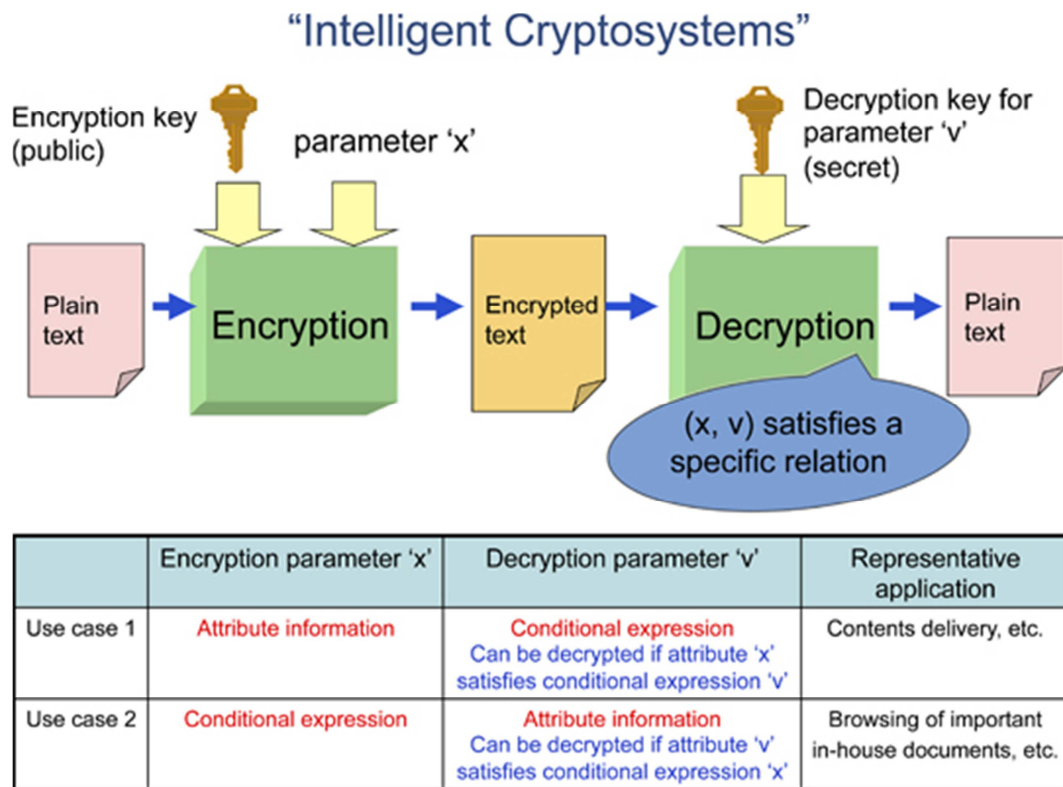 “Intelligent Cryptosystems”
Encryption key
(public)
parameter ‘x’
Decryption key for
parameter ‘v’
(secret)
Plain
text
Encryption
Encrypted
text
Decryption
Plain
text
(x, v) satisfies a
specific relation
Encryption parameter ‘x’
Decryption parameter ‘v’
Representative
application
Use case 1
Attribute information
Conditional expression
Can be decrypted if attribute ‘x’
satisfies conditional expression ‘v’
Contents delivery, etc.
Use case 2
Conditional expression
Attribute information
Can be decrypted if attribute ‘v’
satisfies conditional expression ‘x’
Browsing of important
in-house documents, etc.